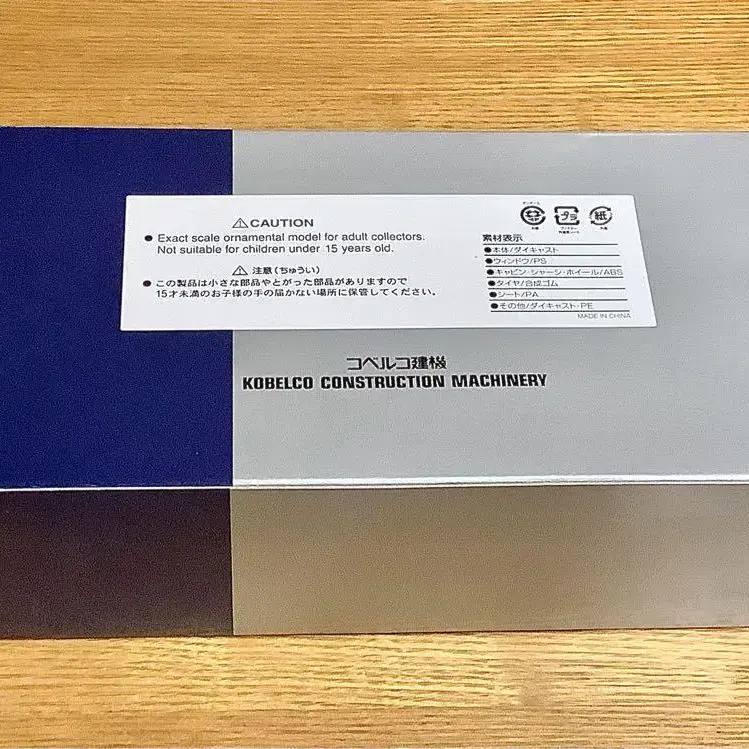 ⚠CAUTION
● Exact scale ornamental model for adult collectors.
Not suitable for children under 15 years old.
⚠ 注意(ちゅうい)
● この製品は小さな部品やとがった部品がありますので
15才未満のお子様の手の届かない場所に保管してください。
プラ
紙
素材表示
●本体/ダイキャスト
●ウィンドウ/PS
●キャビン・シャーシ・ホイール/ABS
●タイヤ/合成ゴム
●シート/PA
●その他/ダイキャスト・PE
MADE IN CHINA
コベルコ建機
KOBELCO CONSTRUCTION MACHINERY